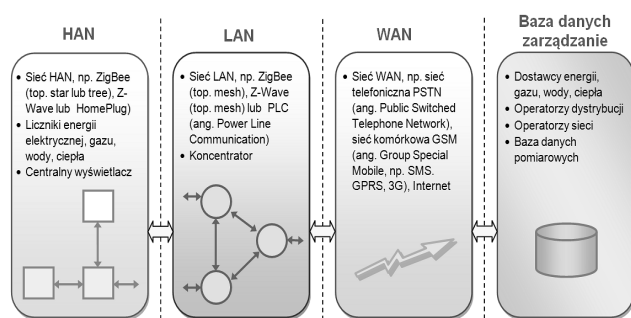 HAN
• Sieć HAN, np. ZigBee
(top. star lub tree), Z-
Wave lub HomePlug)
• Liczniki energii
elektrycznej, gazu,
wody, ciepła
• Centralny wyświetlacz
LAN
• Sieć LAN, np. ZigBee
(top. mesh), Z-Wave
(top. mesh) lub PLC
(ang. Power Line
Communication)
• Koncentrator
WAN
• Sieć WAN, np. sieć
telefoniczna PSTN
(ang. Public Switched
Telephone Network),
sieć komórkowa GSM
(ang. Group Special
Mobile, np. SMS.
GPRS, 3G), Internet
Baza danych
zarządzanie
• Dostawcy energii,
gazu, wody, ciepła
• Operatorzy dystrybucji
• Operatorzy sieci
• Baza danych
pomiarowych